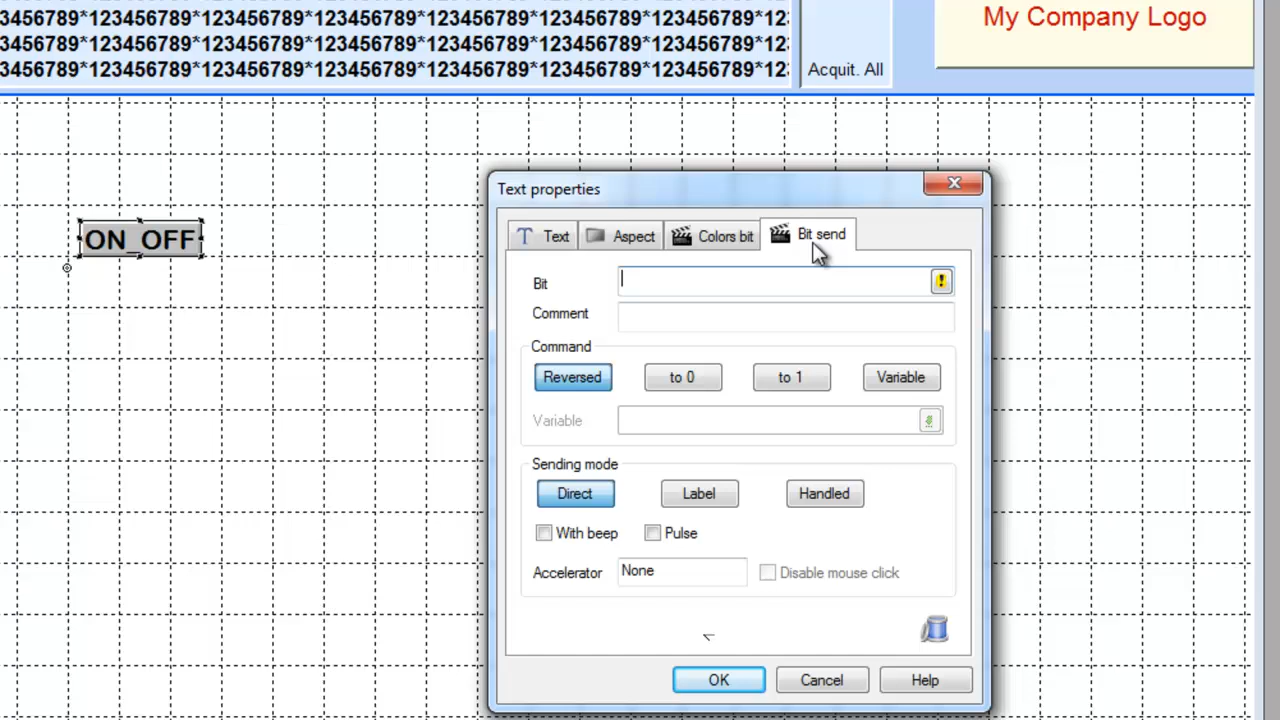 3456789*123456789*123456789*123456789*123456789*123456789*123456789*12
3456789*123456789*123456789*123456789*123456789*123456789*123456789*12
3456789*123456789*123456789*123456789*123456789*123456789*123456789*12
Acquit. All
My Company Logo
ON_OFF
Text properties
Text
Aspect
Colors bit
Bit send
Bit
Comment
Command
Reversed
to 0
to 1
Variable
Variable
Sending mode
Direct
Label
Handled
With beep
Pulse
Accelerator
None
Disable mouse click
OK
Cancel
Help